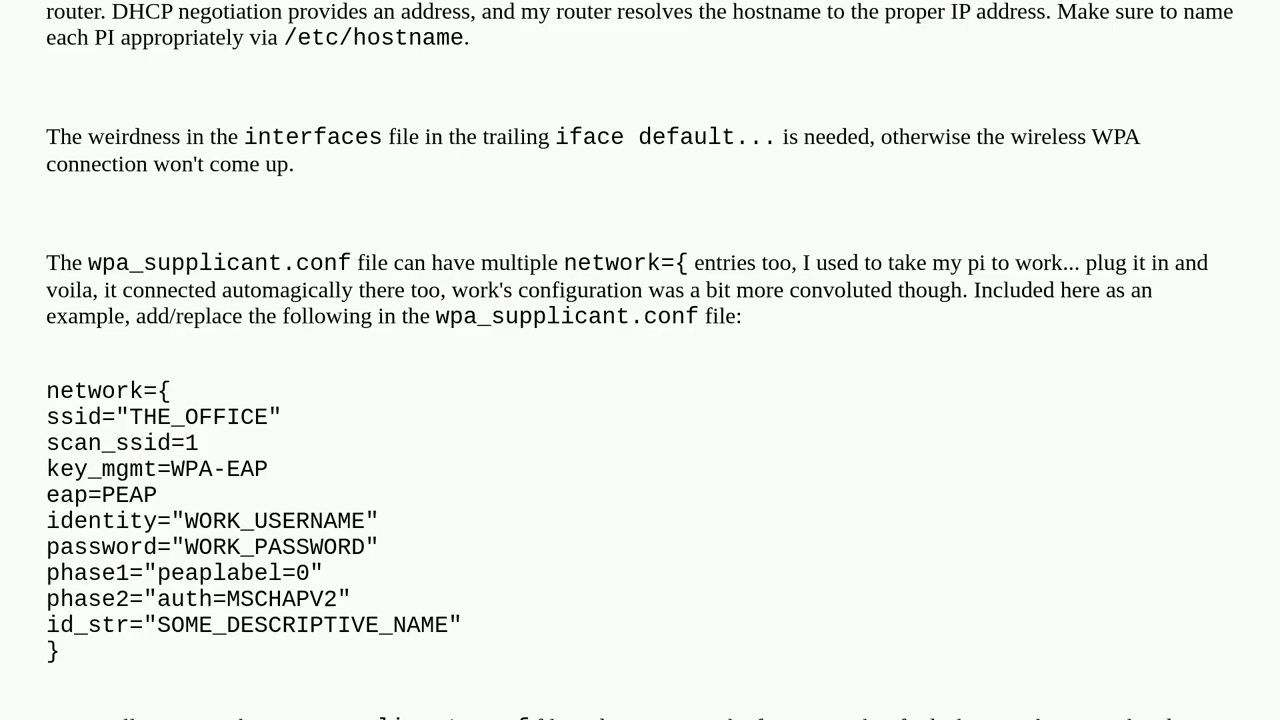 router. DHCP negotiation provides an address, and my router resolves the hostname to the proper IP address. Make sure to name
each PI appropriately via /etc/hostname.
The weirdness in the interfaces file in the trailing iface default... is needed, otherwise the wireless WPA
connection won't come up.
The wpa_supplicant.conf file can have multiple network={ entries too, I used to take my pi to work... plug it in and
voila, it connected automagically there too, work's configuration was a bit more convoluted though. Included here as an
example, add/replace the following in the wpa_supplicant.conf file:
network={
ssid="THE_OFFICE"
scan_ssid=1
key_mgmt=WPA-EAP
eap=PEAP
identity="WORK_USERNAME"
password="WORK_PASSWORD"
phase1="peaplabel=0"
phase2="auth=MSCHAPV2"
id_str="SOME_DESCRIPTIVE_NAME"
}